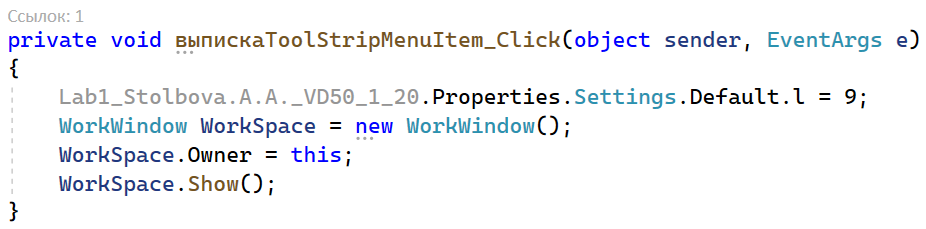 Ссылок: 1
private void выпискаToolStripMenuItem_Click(object sender, EventArgs e)
{
    Lab1_Stolbova.A.A._VD50_1_20.Properties.Settings.Default.l = 9;
    WorkWindow WorkSpace = new WorkWindow();
    WorkSpace.Owner = this;
    WorkSpace.Show();
}